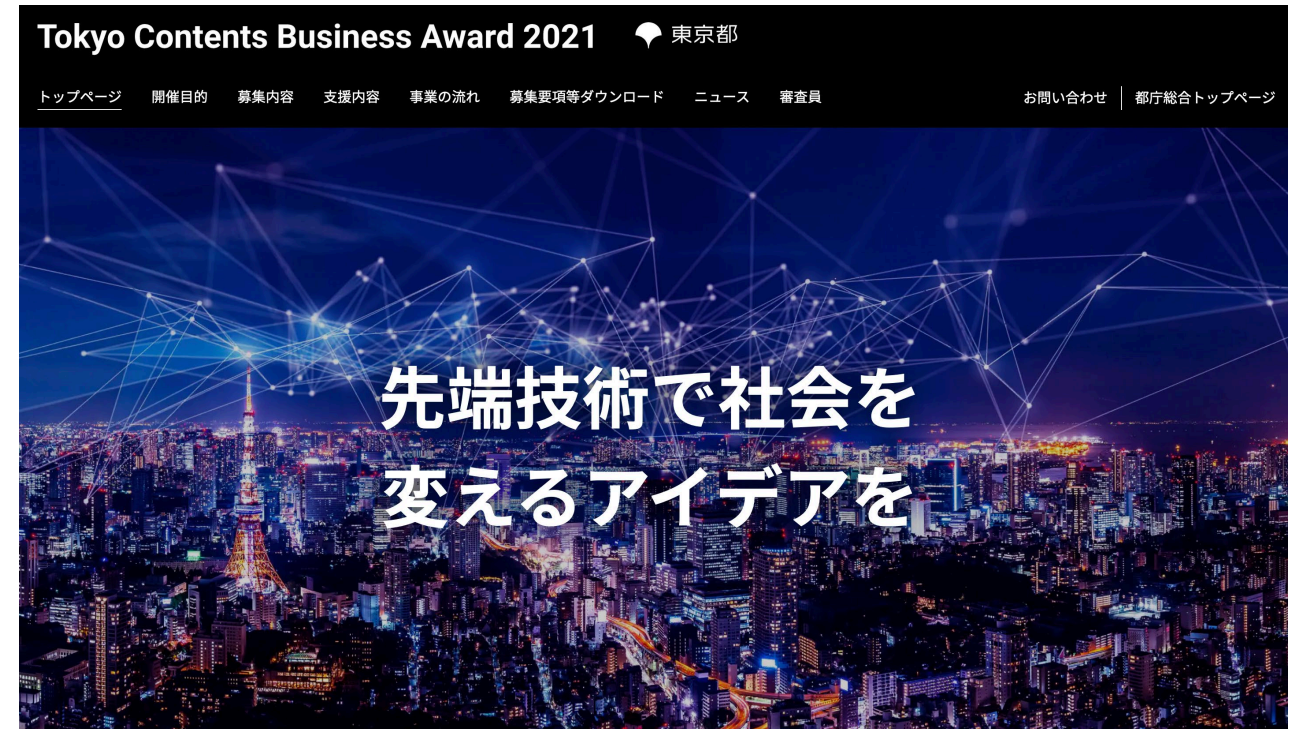 Tokyo Contents Business Award 2021 東京都
トップページ 開催目的 募集内容 支援内容 事業の流れ 募集要項等ダウンロード ニュース 審査員 お問い合わせ 都庁総合トップページ
先端技術で社会を
変えるアイデアを